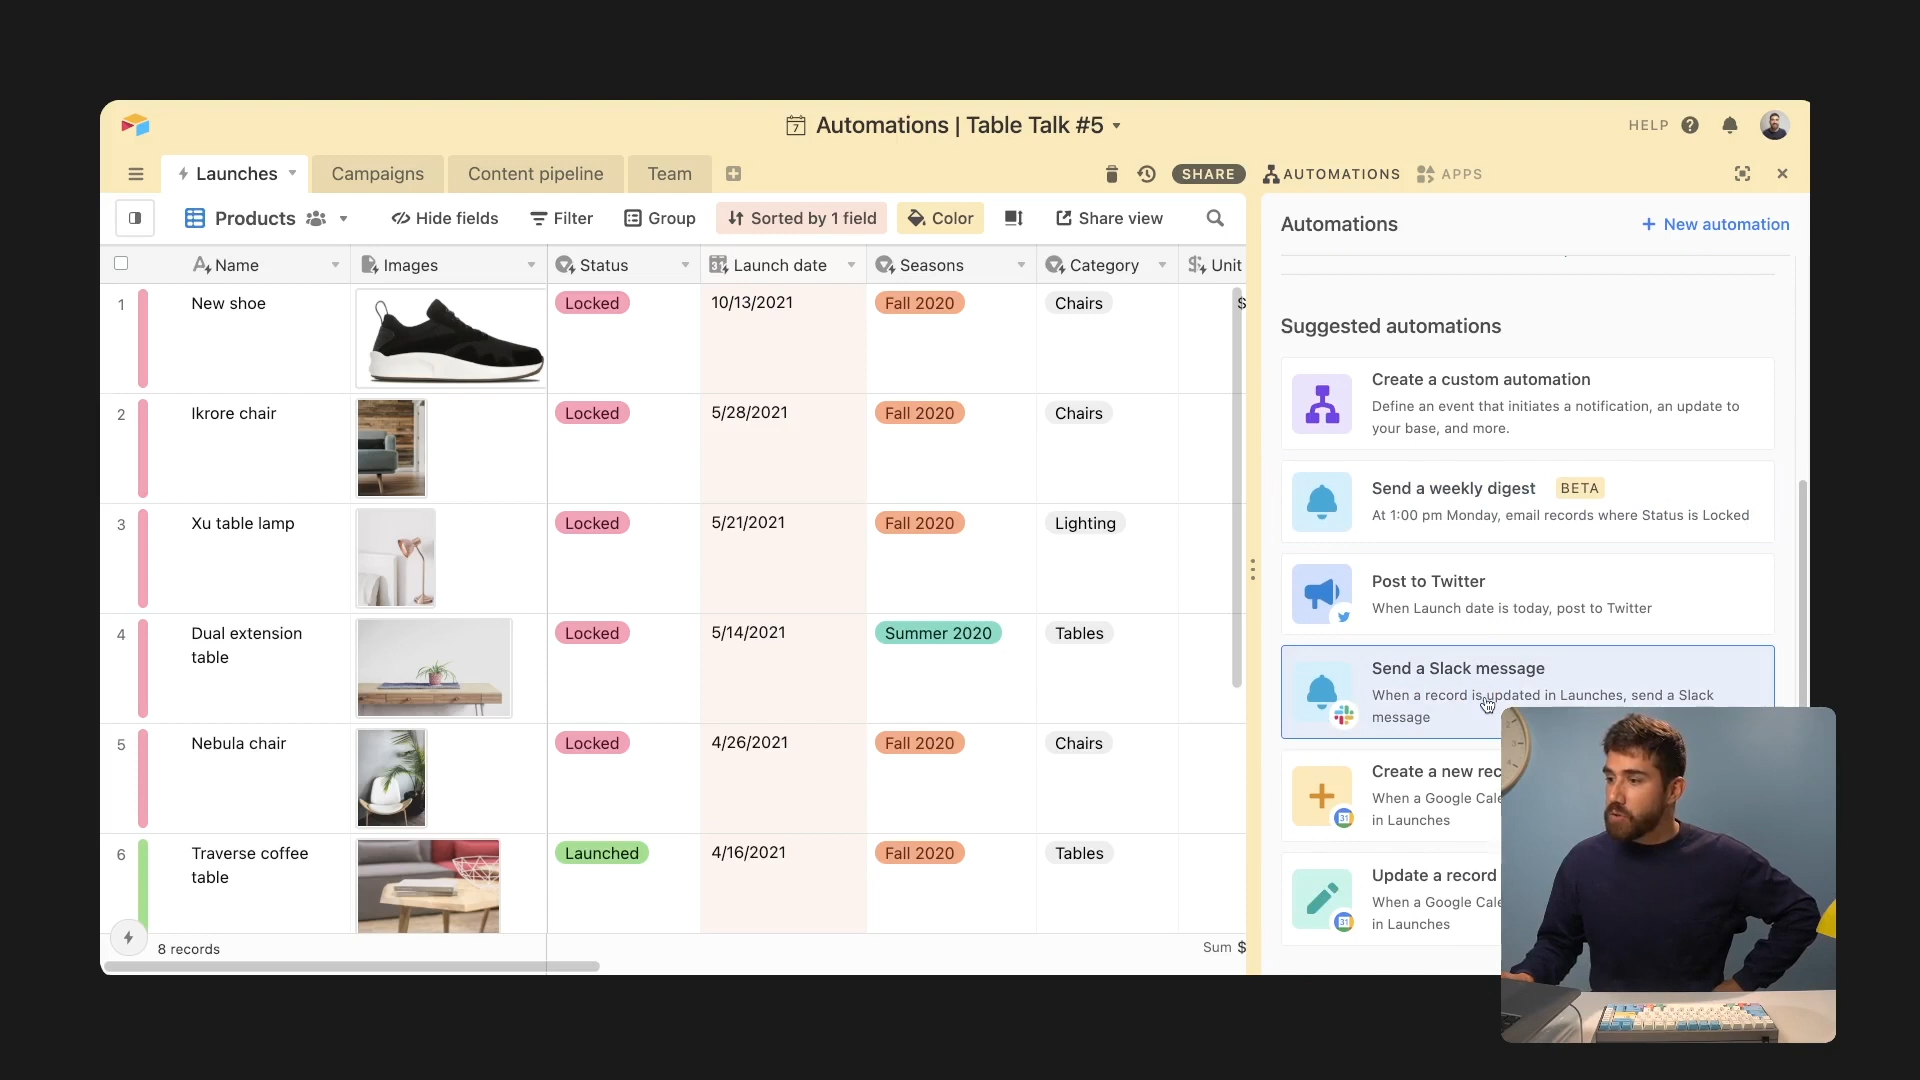 Automations | Table Talk #5
HELP
Launches
Campaigns
Content pipeline
Team
SHARE
AUTOMATIONS
APPS
Products
Hide fields
Filter
Group
Sorted by 1 field
Color
Share view
Automations
+ New automation
Name
Images
Status
Launch date
Seasons
Category
Unit
1
New shoe
Locked
10/13/2021
Fall 2020
Chairs
$
2
Ikrore chair
Locked
5/28/2021
Fall 2020
Chairs
3
Xu table lamp
Locked
5/21/2021
Fall 2020
Lighting
4
Dual extension
table
Locked
5/14/2021
Summer 2020
Tables
5
Nebula chair
Locked
4/26/2021
Fall 2020
Chairs
6
Traverse coffee
table
Launched
4/16/2021
Fall 2020
Tables
8 records
Sum $
Suggested automations
Create a custom automation
Define an event that initiates a notification, an update to
your base, and more.
Send a weekly digest BETA
At 1:00 pm Monday, email records where Status is Locked
Post to Twitter
When Launch date is today, post to Twitter
Send a Slack message
When a record is updated in Launches, send a Slack
message
Create a new rec
When a Google Cale
in Launches
Update a record
When a Google Cale
in Launches